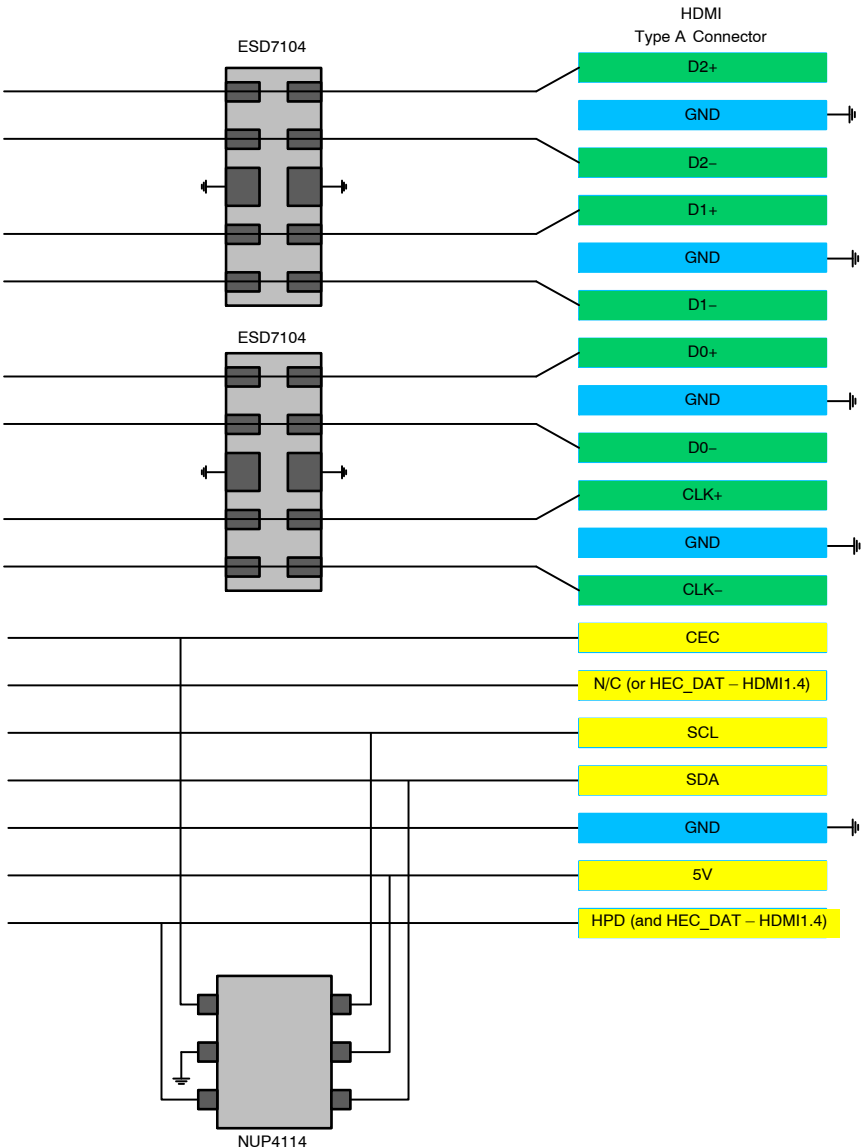 HDMI
Type A Connector
ESD7104
D2+
GND
D2−
D1+
GND
D1−
ESD7104
D0+
GND
D0−
CLK+
GND
CLK−
CEC
N/C (or HEC_DAT – HDMI1.4)
SCL
SDA
GND
5V
HPD (and HEC_DAT – HDMI1.4)
NUP4114